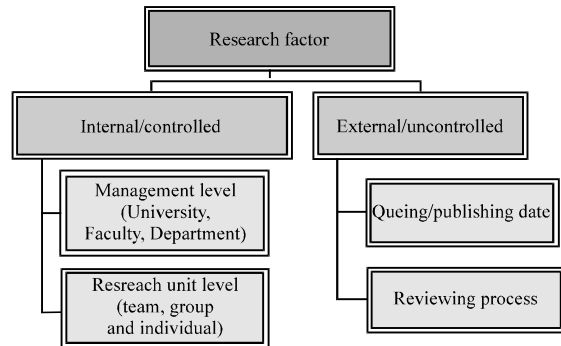 Research factor
Internal/controlled
External/uncontrolled
Management level
(University,
Faculty, Department)
Resreach unit level
(team, group
and individual)
Queing/publishing date
Reviewing process